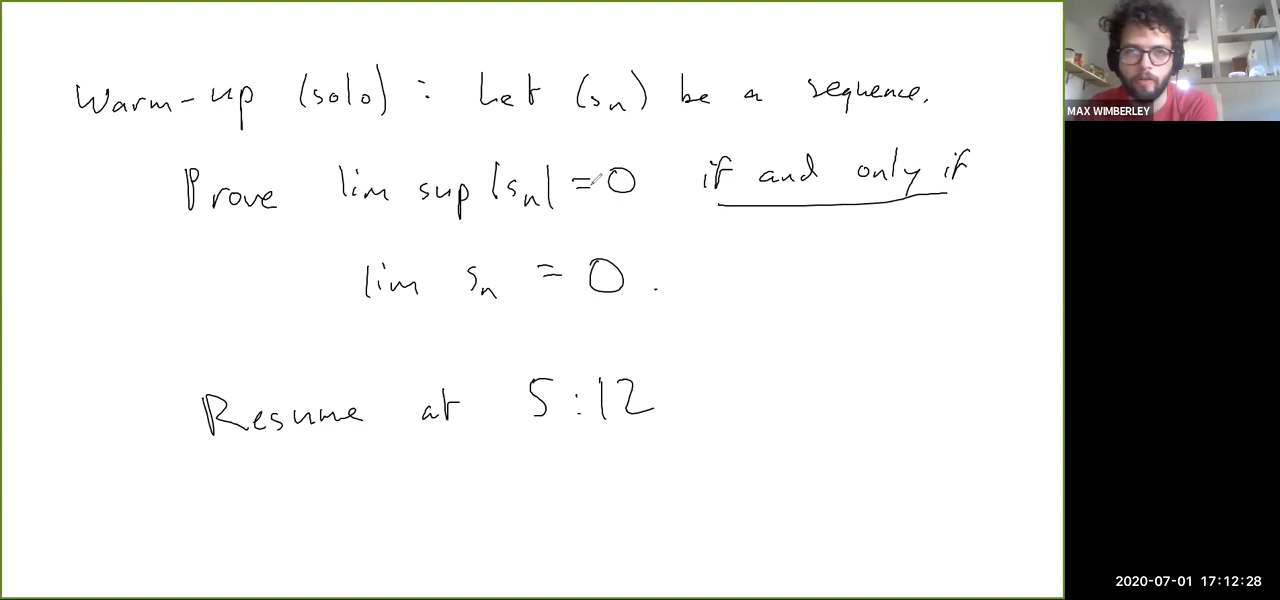 Warm-up (solo): Let (sn) be a sequence.
Prove lim sup |sn| = 0 if and only if
lim sn = 0.
Resume at 5:12
MAX WIMBERLEY
2020-07-01 17:12:28